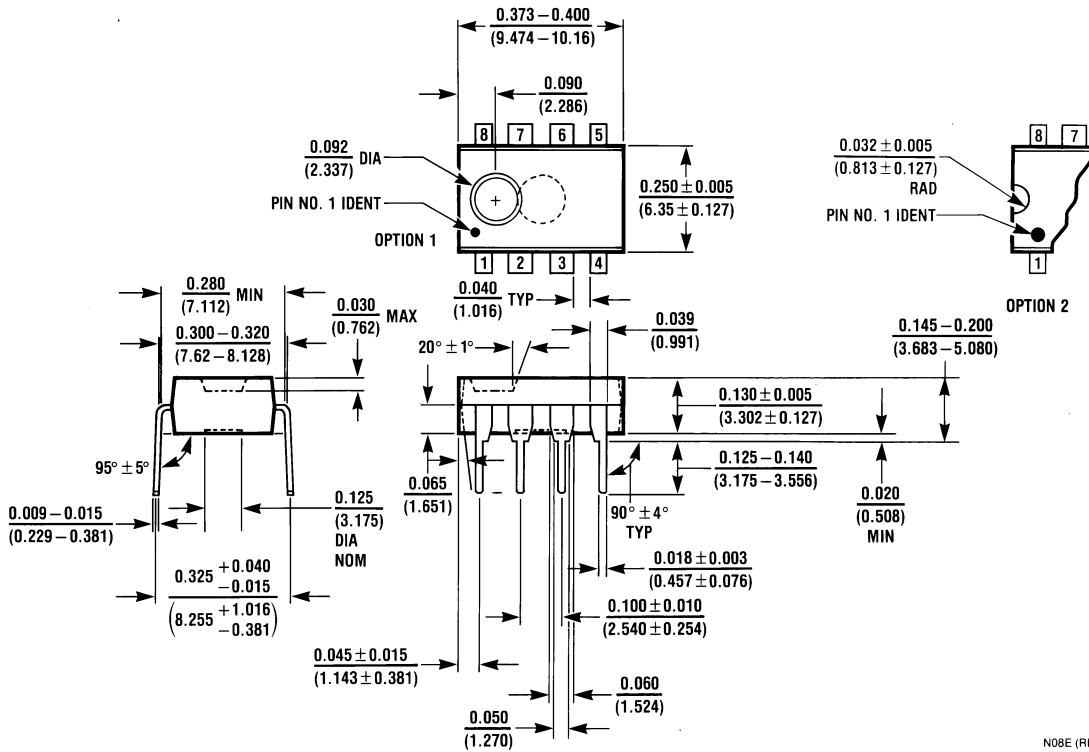 0.373 – 0.400
(9.474 – 10.16)
0.090
(2.286)
8 7 6 5
0.092 DIA
(2.337)
PIN NO. 1 IDENT
OPTION 1
0.250 ± 0.005
(6.35 ± 0.127)
1 2 3 4
0.032 ± 0.005
(0.813 ± 0.127)
RAD
PIN NO. 1 IDENT
8 7
1
OPTION 2
0.280 MIN
(7.112)
0.300 – 0.320
(7.62 – 8.128)
0.030 MAX
(0.762)
0.040 TYP
(1.016)
0.039
(0.991)
20° ± 1°
0.145 – 0.200
(3.683 – 5.080)
0.130 ± 0.005
(3.302 ± 0.127)
0.125 – 0.140
(3.175 – 3.556)
0.020
(0.508)
MIN
95° ± 5°
0.065
(1.651)
90° ± 4°
TYP
0.009 – 0.015
(0.229 – 0.381)
0.125
(3.175)
DIA
NOM
0.018 ± 0.003
(0.457 ± 0.076)
0.325 +0.040
−0.015
(8.255 +1.016
−0.381)
0.100 ± 0.010
(2.540 ± 0.254)
0.045 ± 0.015
(1.143 ± 0.381)
0.060
(1.524)
0.050
(1.270)